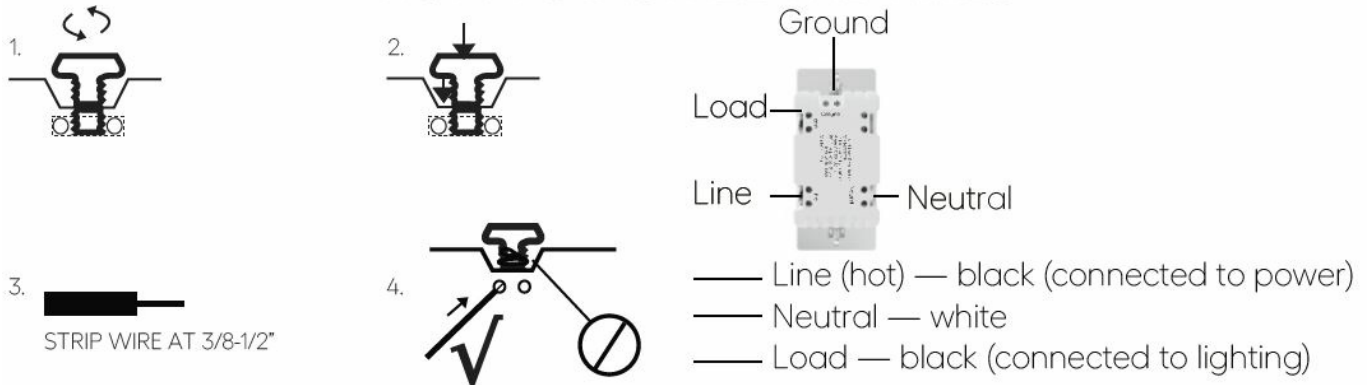 1.
2.
3.
STRIP WIRE AT 3/8-1/2"
4.
Ground
Load
Line
Neutral
Line (hot) — black (connected to power)
Neutral — white
Load — black (connected to lighting)